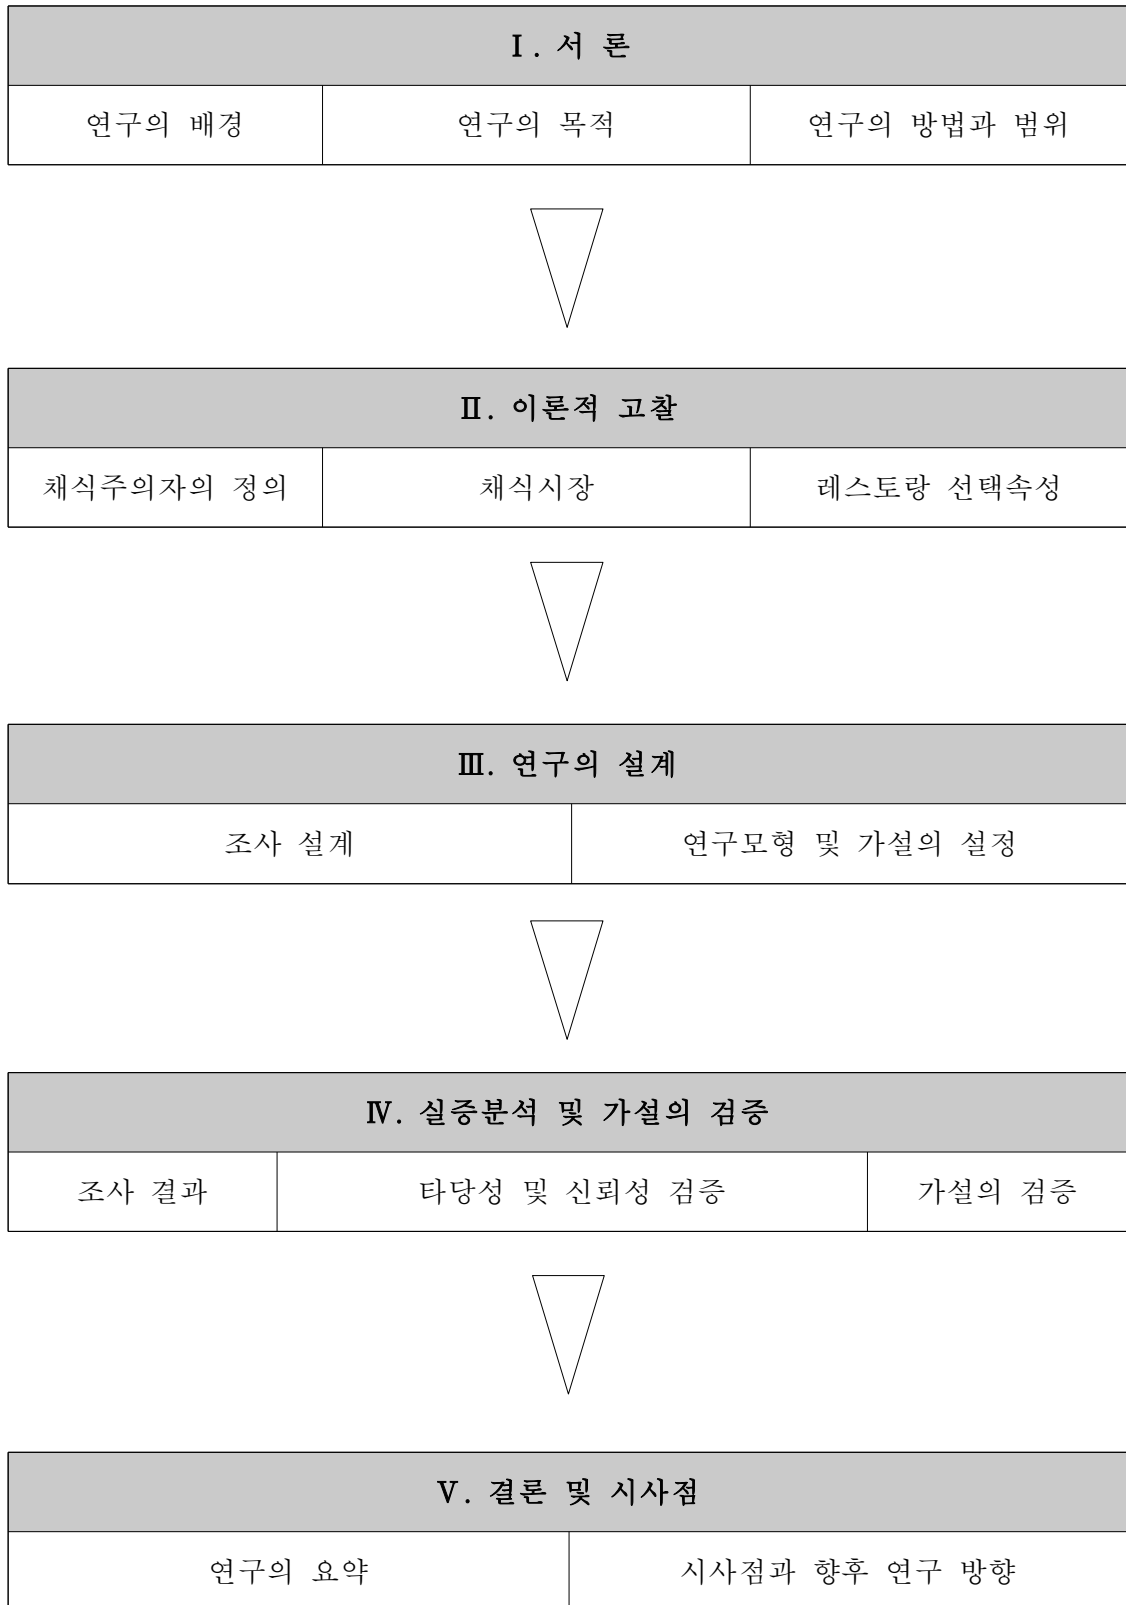 Ⅰ. 서 론
연구의 배경 연구의 목적 연구의 방법과 범위
Ⅱ. 이론적 고찰
채식주의자의 정의 채식시장 레스토랑 선택속성
Ⅲ. 연구의 설계
조사 설계 연구모형 및 가설의 설정
Ⅳ. 실증분석 및 가설의 검증
조사 결과 타당성 및 신뢰성 검증 가설의 검증
Ⅴ. 결론 및 시사점
연구의 요약 시사점과 향후 연구 방향